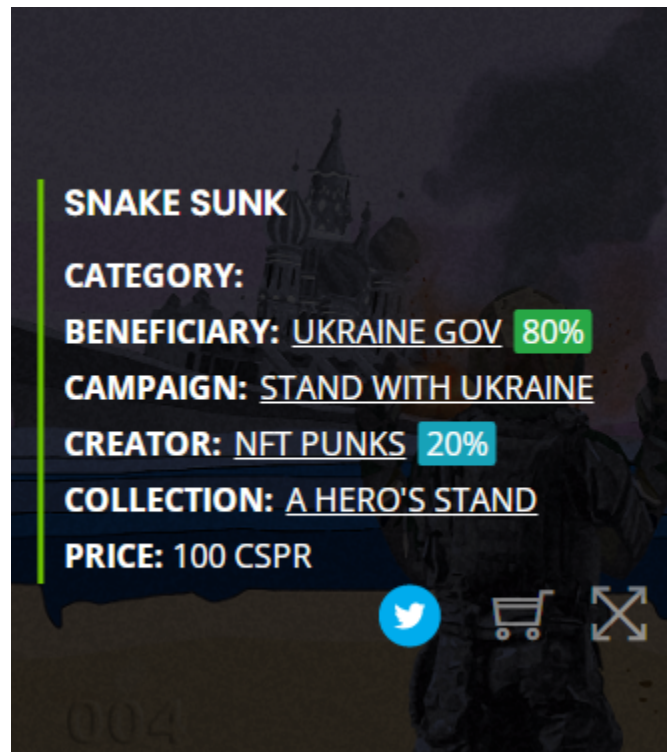 SNAKE SUNK
CATEGORY:
BENEFICIARY: UKRAINE GOV 80%
CAMPAIGN: STAND WITH UKRAINE
CREATOR: NFT PUNKS 20%
COLLECTION: A HERO'S STAND
PRICE: 100 CSPR
004